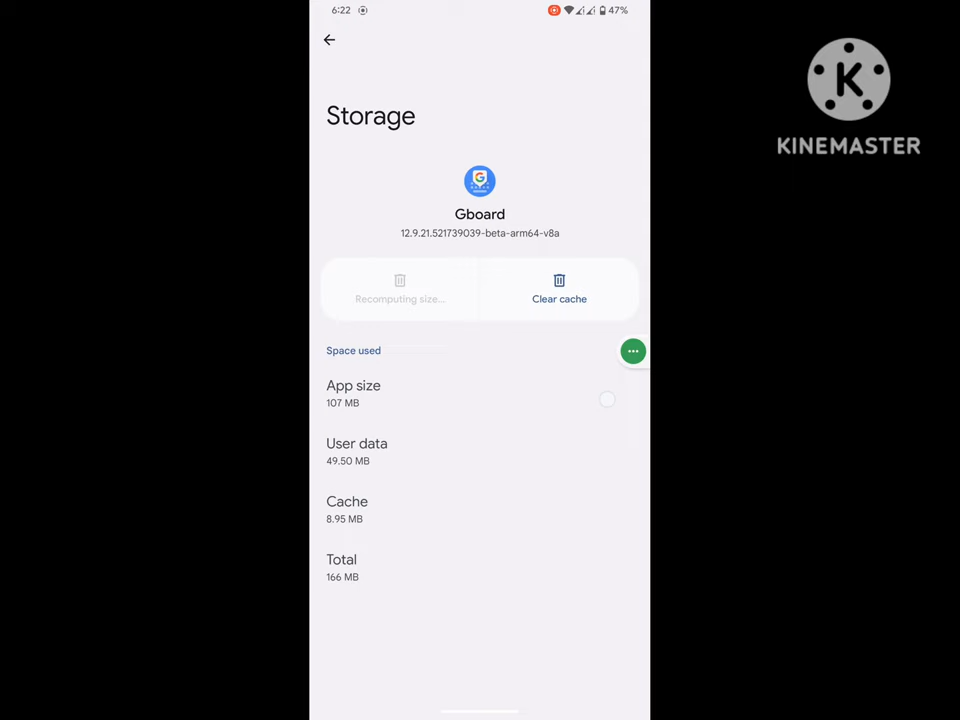 6:22 47%
K
KINEMASTER
Storage
G
Gboard
12.9.21.521739039-beta-arm64-v8a
Recomputing size... Clear cache
Space used
App size
107 MB
User data
49.50 MB
Cache
8.95 MB
Total
166 MB